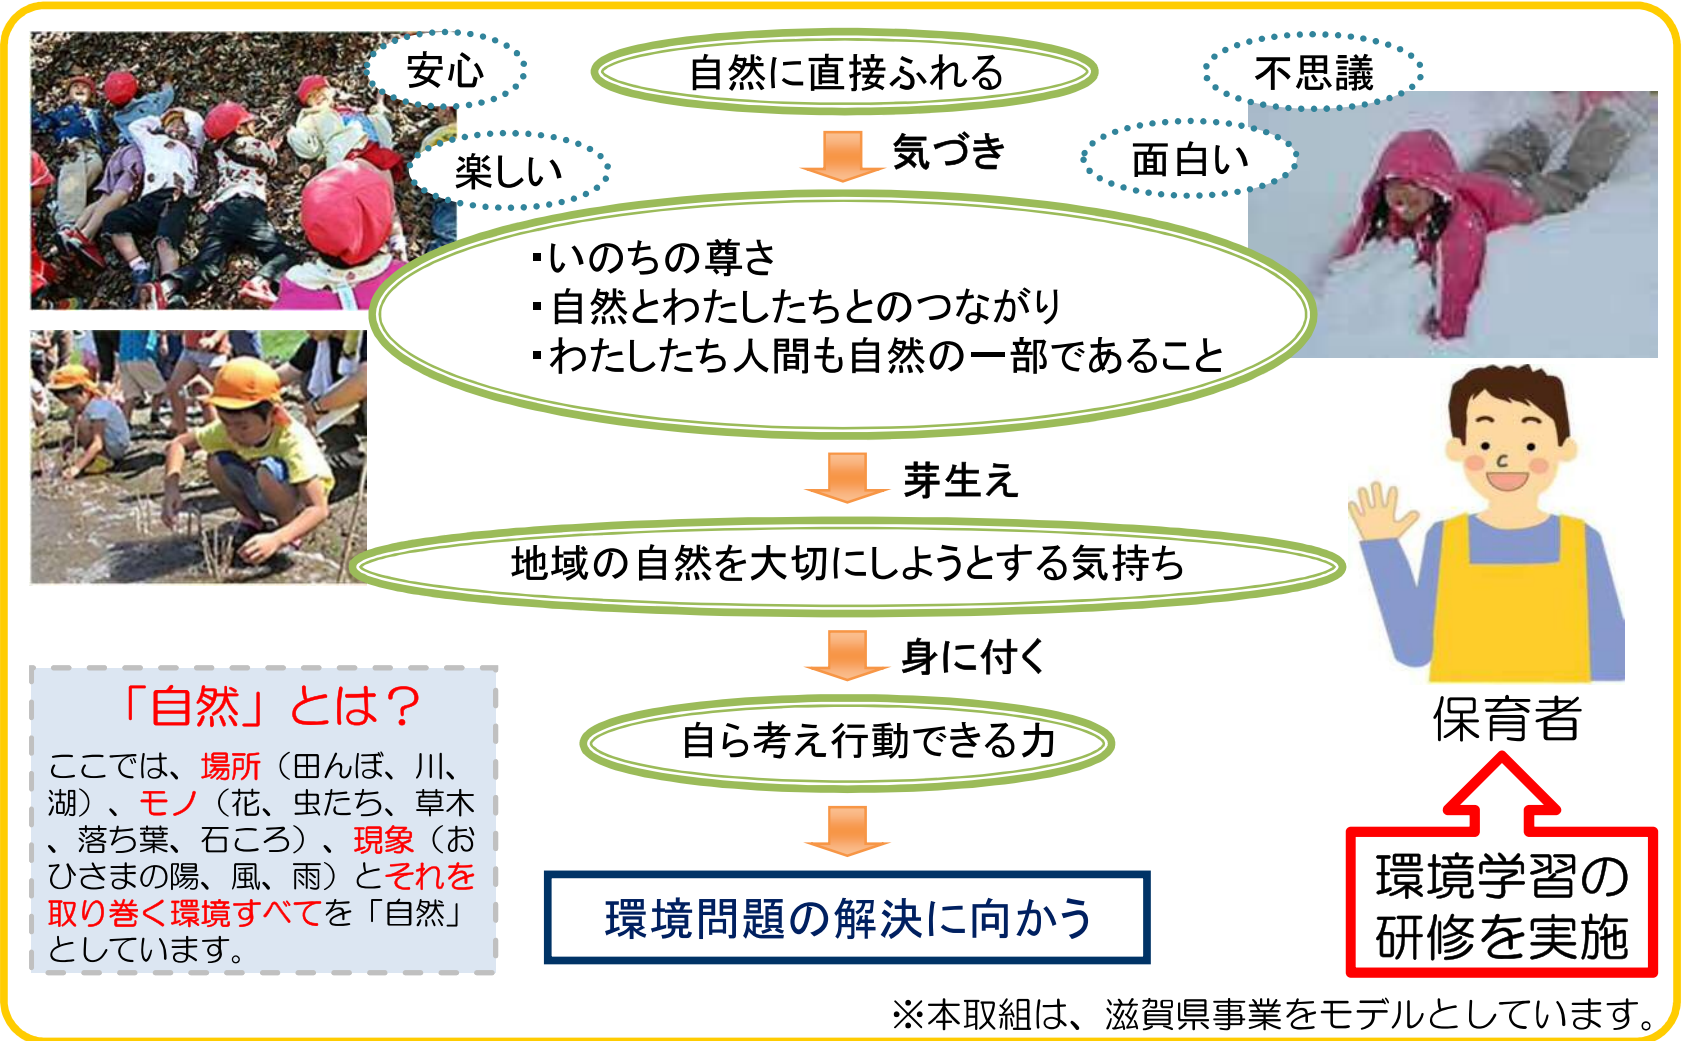 安心
自然に直接ふれる
不思議
楽しい
気づき
面白い
・いのちの尊さ
・自然とわたしたちとのつながり
・わたしたち人間も自然の一部であること
芽生え
地域の自然を大切にしようとする気持ち
身に付く
自ら考え行動できる力
環境問題の解決に向かう
「自然」とは？
ここでは、場所（田んぼ、川、
湖）、モノ（花、虫たち、草木
、落ち葉、石ころ）、現象（お
ひさまの陽、風、雨）とそれを
取り巻く環境すべてを「自然」
としています。
保育者
環境学習の
研修を実施
※本取組は、滋賀県事業をモデルとしています。